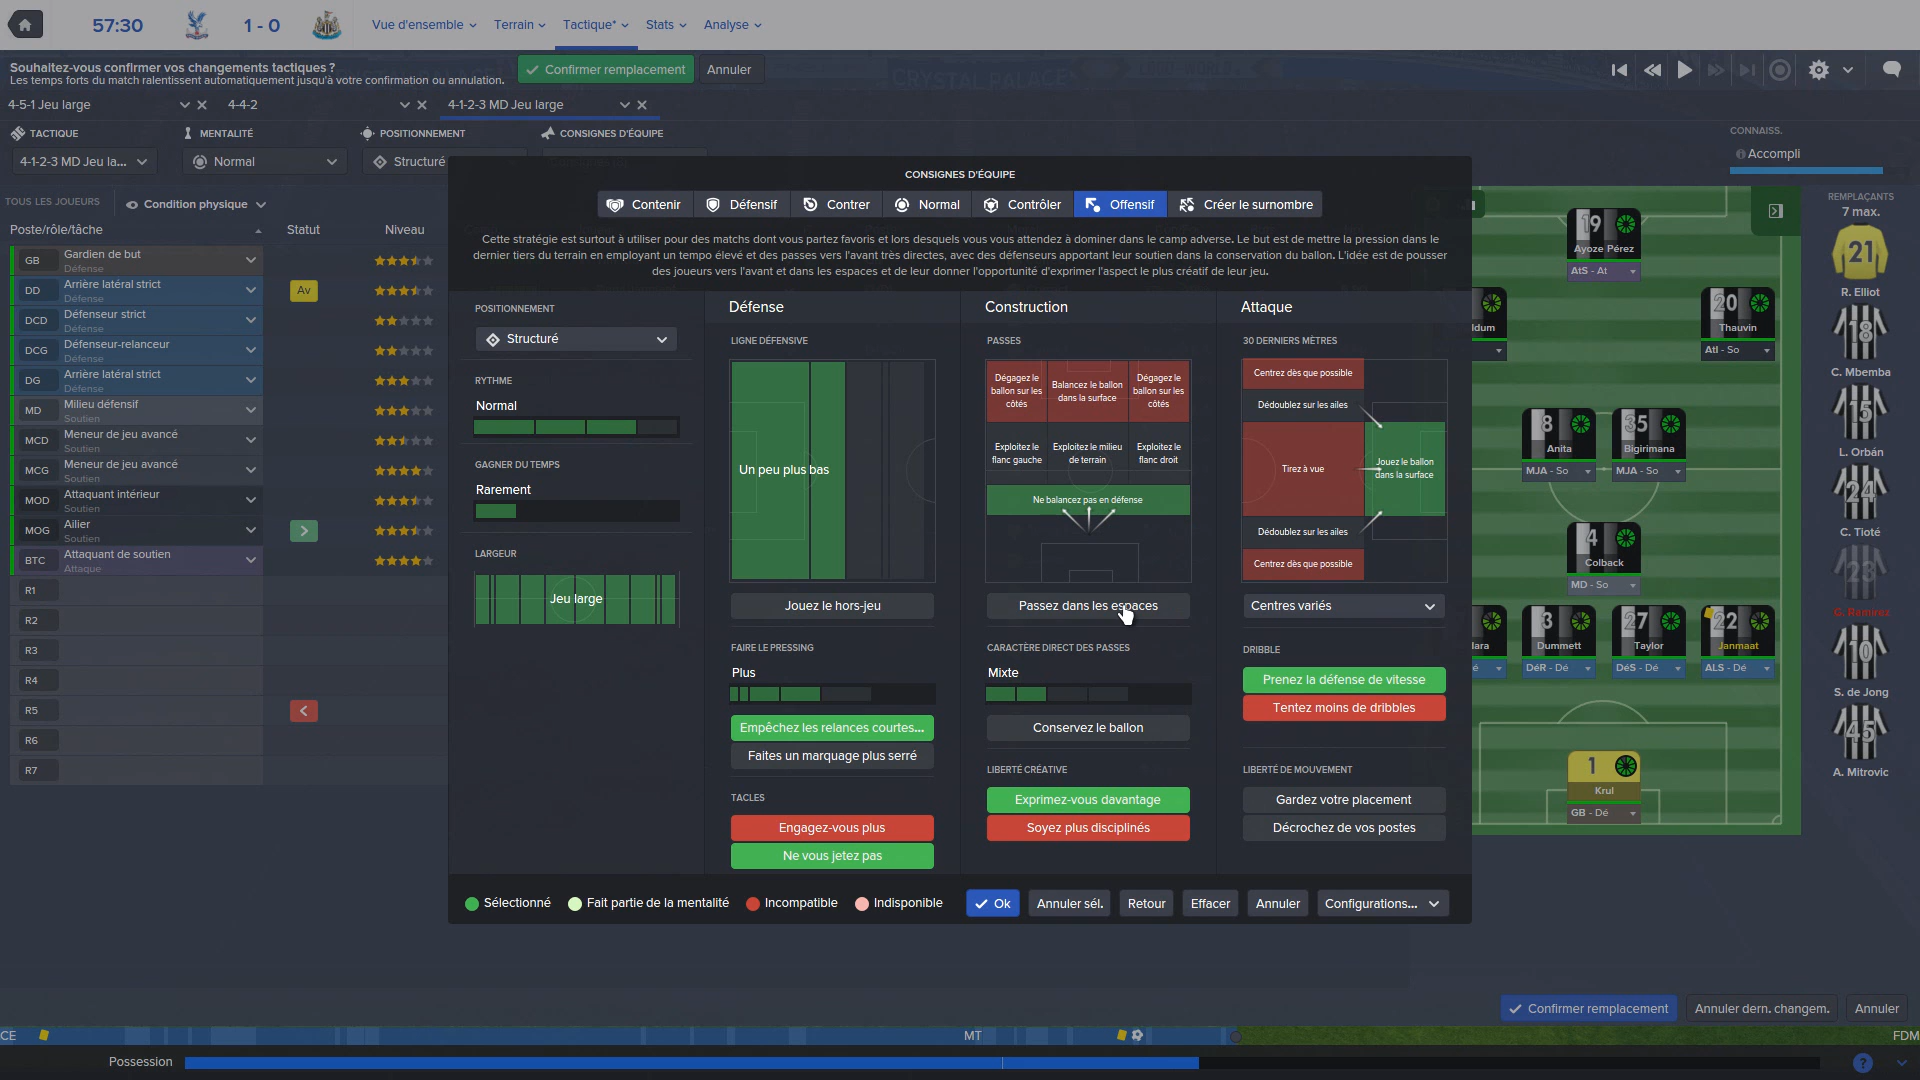 57:30
1 - 0
Vue d'ensemble
Terrain
Tactique*
Stats
Analyse
Souhaitez-vous confirmer vos changements tactiques ?
Les temps forts du match ralentissent automatiquement jusqu'à votre confirmation ou annulation.
Confirmer remplacement
Annuler
CRYSTAL PALACE
4-5-1 Jeu large
4-4-2
4-1-2-3 MD Jeu large
TACTIQUE
MENTALITÉ
POSITIONNEMENT
CONSIGNES D'ÉQUIPE
4-1-2-3 MD Jeu la...
Normal
Structuré
CONNAISS.
Accompli
TOUS LES JOUEURS
Condition physique
Poste/rôle/tâche
Statut
Niveau
GB
Gardien de but
Défense
DD
Arrière latéral strict
Défense
Av
DCD
Défenseur strict
Défense
DCG
Défenseur-relanceur
Défense
DG
Arrière latéral strict
Défense
MD
Milieu défensif
Soutien
MCD
Meneur de jeu avancé
Soutien
MCG
Meneur de jeu avancé
Soutien
MOD
Attaquant intérieur
Soutien
MOG
Ailier
Soutien
BTC
Attaquant de soutien
Attaque
R1
R2
R3
R4
R5
R6
R7
CONSIGNES D'ÉQUIPE
Contenir
Défensif
Contrer
Normal
Contrôler
Offensif
Créer le surnombre
Cette stratégie est surtout à utiliser pour des matchs dont vous partez favoris et lors desquels vous vous attendez à dominer dans le camp adverse. Le but est de mettre la pression dans le
dernier tiers du terrain en employant un tempo élevé et des passes vers l'avant très directes, avec des défenseurs apportant leur soutien dans la conservation du ballon. L'idée est de pousser
des joueurs vers l'avant et dans les espaces et de leur donner l'opportunité d'exprimer l'aspect le plus créatif de leur jeu.
POSITIONNEMENT
Structuré
RYTHME
Normal
GAGNER DU TEMPS
Rarement
LARGEUR
Jeu large
Défense
LIGNE DÉFENSIVE
Un peu plus bas
Jouez le hors-jeu
FAIRE LE PRESSING
Plus
Empêchez les relances courtes...
Faites un marquage plus serré
TACLES
Engagez-vous plus
Ne vous jetez pas
Construction
PASSES
Dégagez le
ballon sur les
côtés
Balancez le ballon
dans la surface
Dégagez le
ballon sur les
côtés
Exploitez le
flanc gauche
Exploitez le milieu
de terrain
Exploitez le
flanc droit
Ne balancez pas en défense
Passez dans les espaces
CARACTÈRE DIRECT DES PASSES
Mixte
Conservez le ballon
LIBERTÉ CRÉATIVE
Exprimez-vous davantage
Soyez plus disciplinés
Attaque
30 DERNIERS MÈTRES
Centrez dès que possible
Dédoublez sur les ailes
Tirez à vue
Jouez le ballon
dans la surface
Dédoublez sur les ailes
Centrez dès que possible
Centres variés
DRIBBLE
Prenez la défense de vitesse
Tentez moins de dribbles
LIBERTÉ DE MOUVEMENT
Gardez votre placement
Décrochez de vos postes
Sélectionné
Fait partie de la mentalité
Incompatible
Indisponible
Ok
Annuler sél.
Retour
Effacer
Annuler
Configurations...
19
Ayoze Pérez
AtS - At
ldum
20
Thauvin
AtI - So
8
Anita
MJA - So
35
Bigirimana
MJA - So
4
Colback
MD - So
lara
é
3
Dummett
DéR - Dé
27
Taylor
DéS - Dé
22
Janmaat
ALS - Dé
1
Krul
GB - Dé
REMPLAÇANTS
7 max.
21
R. Elliot
18
C. Mbemba
15
L. Orbán
24
C. Tioté
23
G. Ramírez
10
S. de Jong
45
A. Mitrovic
Confirmer remplacement
Annuler dern. changem.
Annuler
CE
MT
FDM
Possession
?